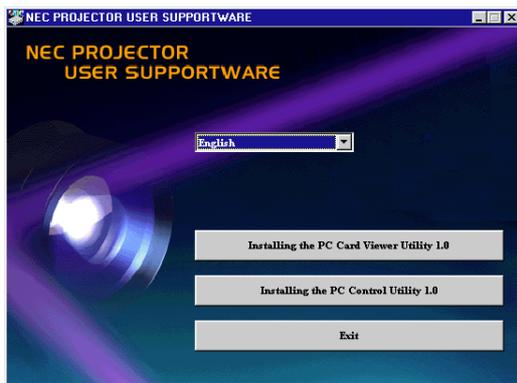 NEC PROJECTOR USER SUPPORTWARE
NEC PROJECTOR
USER SUPPORTWARE
English
Installing the PC Card Viewer Utility 1.0
Installing the PC Control Utility 1.0
Exit